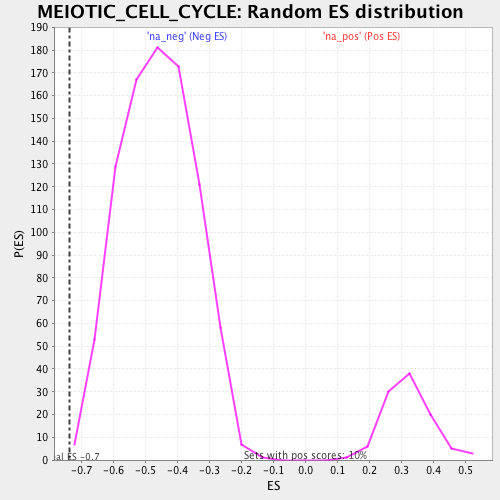 MEIOTIC_CELL_CYCLE: Random ES distribution
'na_neg' (Neg ES)
'na_pos' (Pos ES)
190
180
170
160
150
140
130
120
110
100
90
80
70
60
50
40
30
20
10
0
P(ES)
al ES -0.7
Sets with pos scores: 10%
-0.7 -0.6 -0.5 -0.4 -0.3 -0.2 -0.1 0.0 0.1 0.2 0.3 0.4 0.5
ES